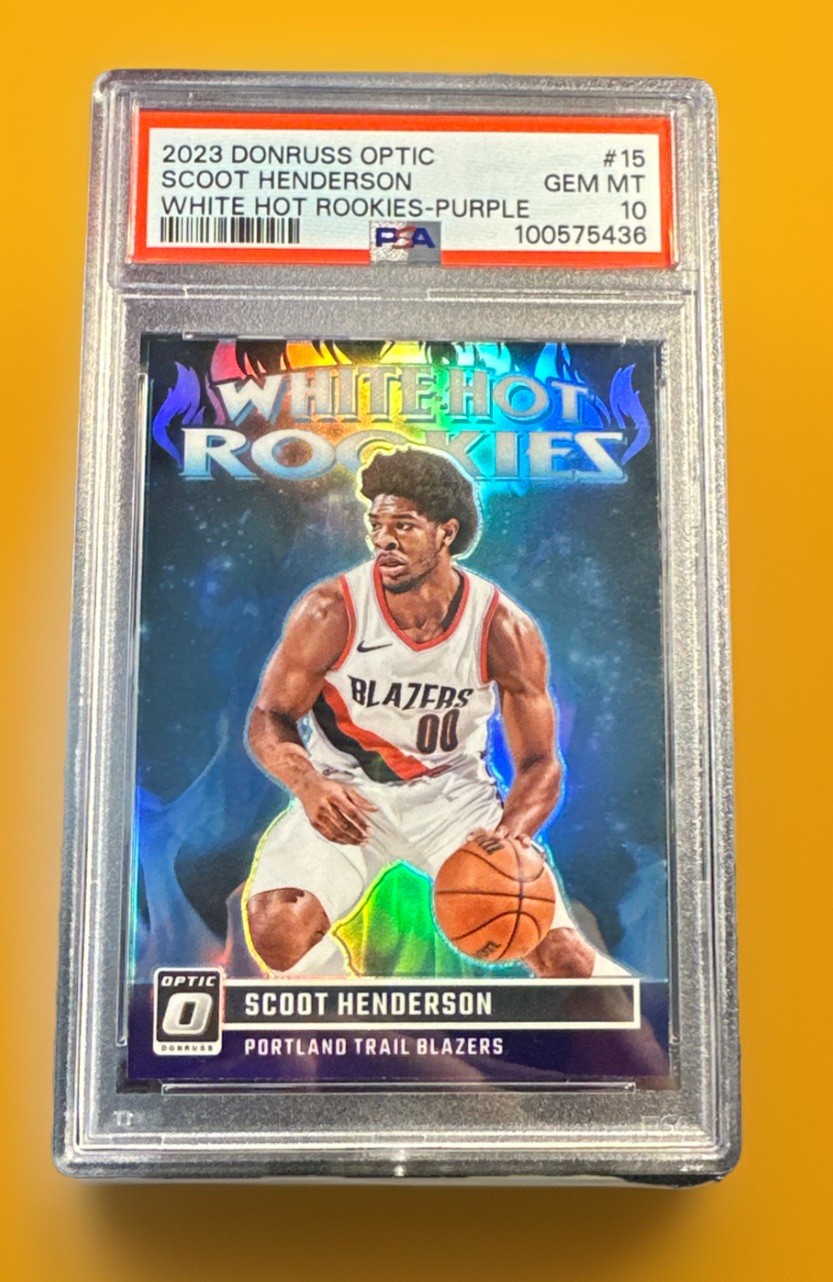 2023 DONRUSS OPTIC #15
SCOOT HENDERSON GEM MT
WHITE HOT ROOKIES-PURPLE 10
PSA 100575436
WHITE HOT
ROOKIES
BLAZERS
00
OPTIC
O
DONRUSS
SCOOT HENDERSON
PORTLAND TRAIL BLAZERS